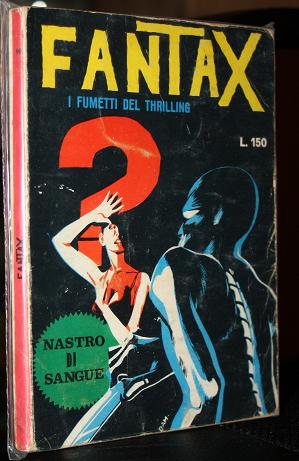 FANTAX
I FUMETTI DEL THRILLING
L. 150
?
NASTRO
DI
SANGUE
FANTAX